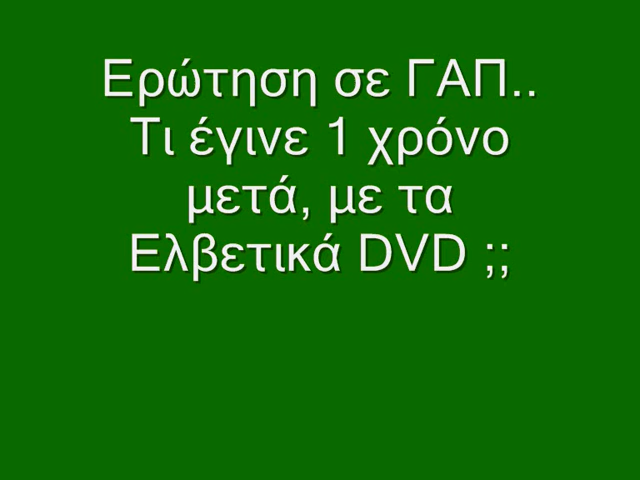 Ερώτηση σε ΓΑΠ..
Τι έγινε 1 χρόνο
μετά, με τα
Ελβετικά DVD ;;